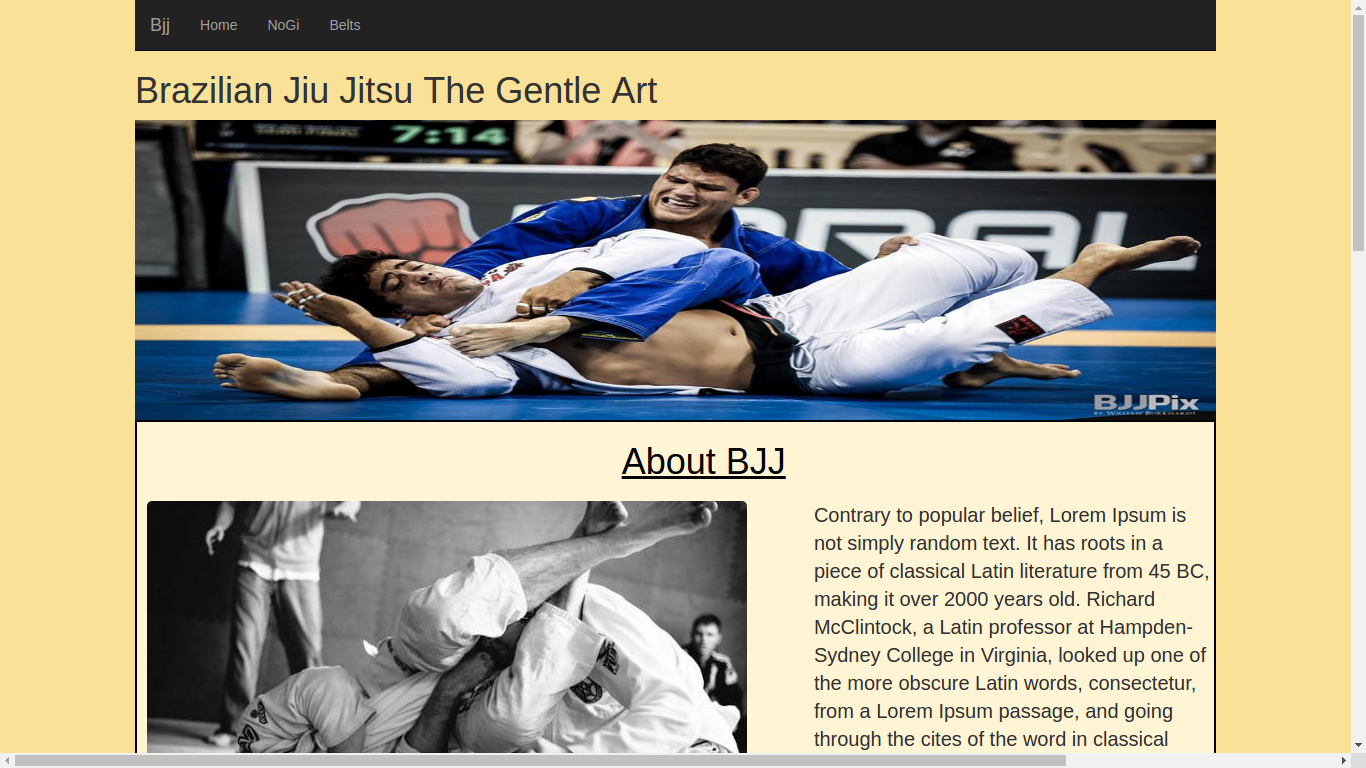 Bjj Home NoGi Belts
Brazilian Jiu Jitsu The Gentle Art
7:14
BJJPix
BY WILLIAM BURKHARDT
About BJJ
Contrary to popular belief, Lorem Ipsum is
not simply random text. It has roots in a
piece of classical Latin literature from 45 BC,
making it over 2000 years old. Richard
McClintock, a Latin professor at Hampden-
Sydney College in Virginia, looked up one of
the more obscure Latin words, consectetur,
from a Lorem Ipsum passage, and going
through the cites of the word in classical